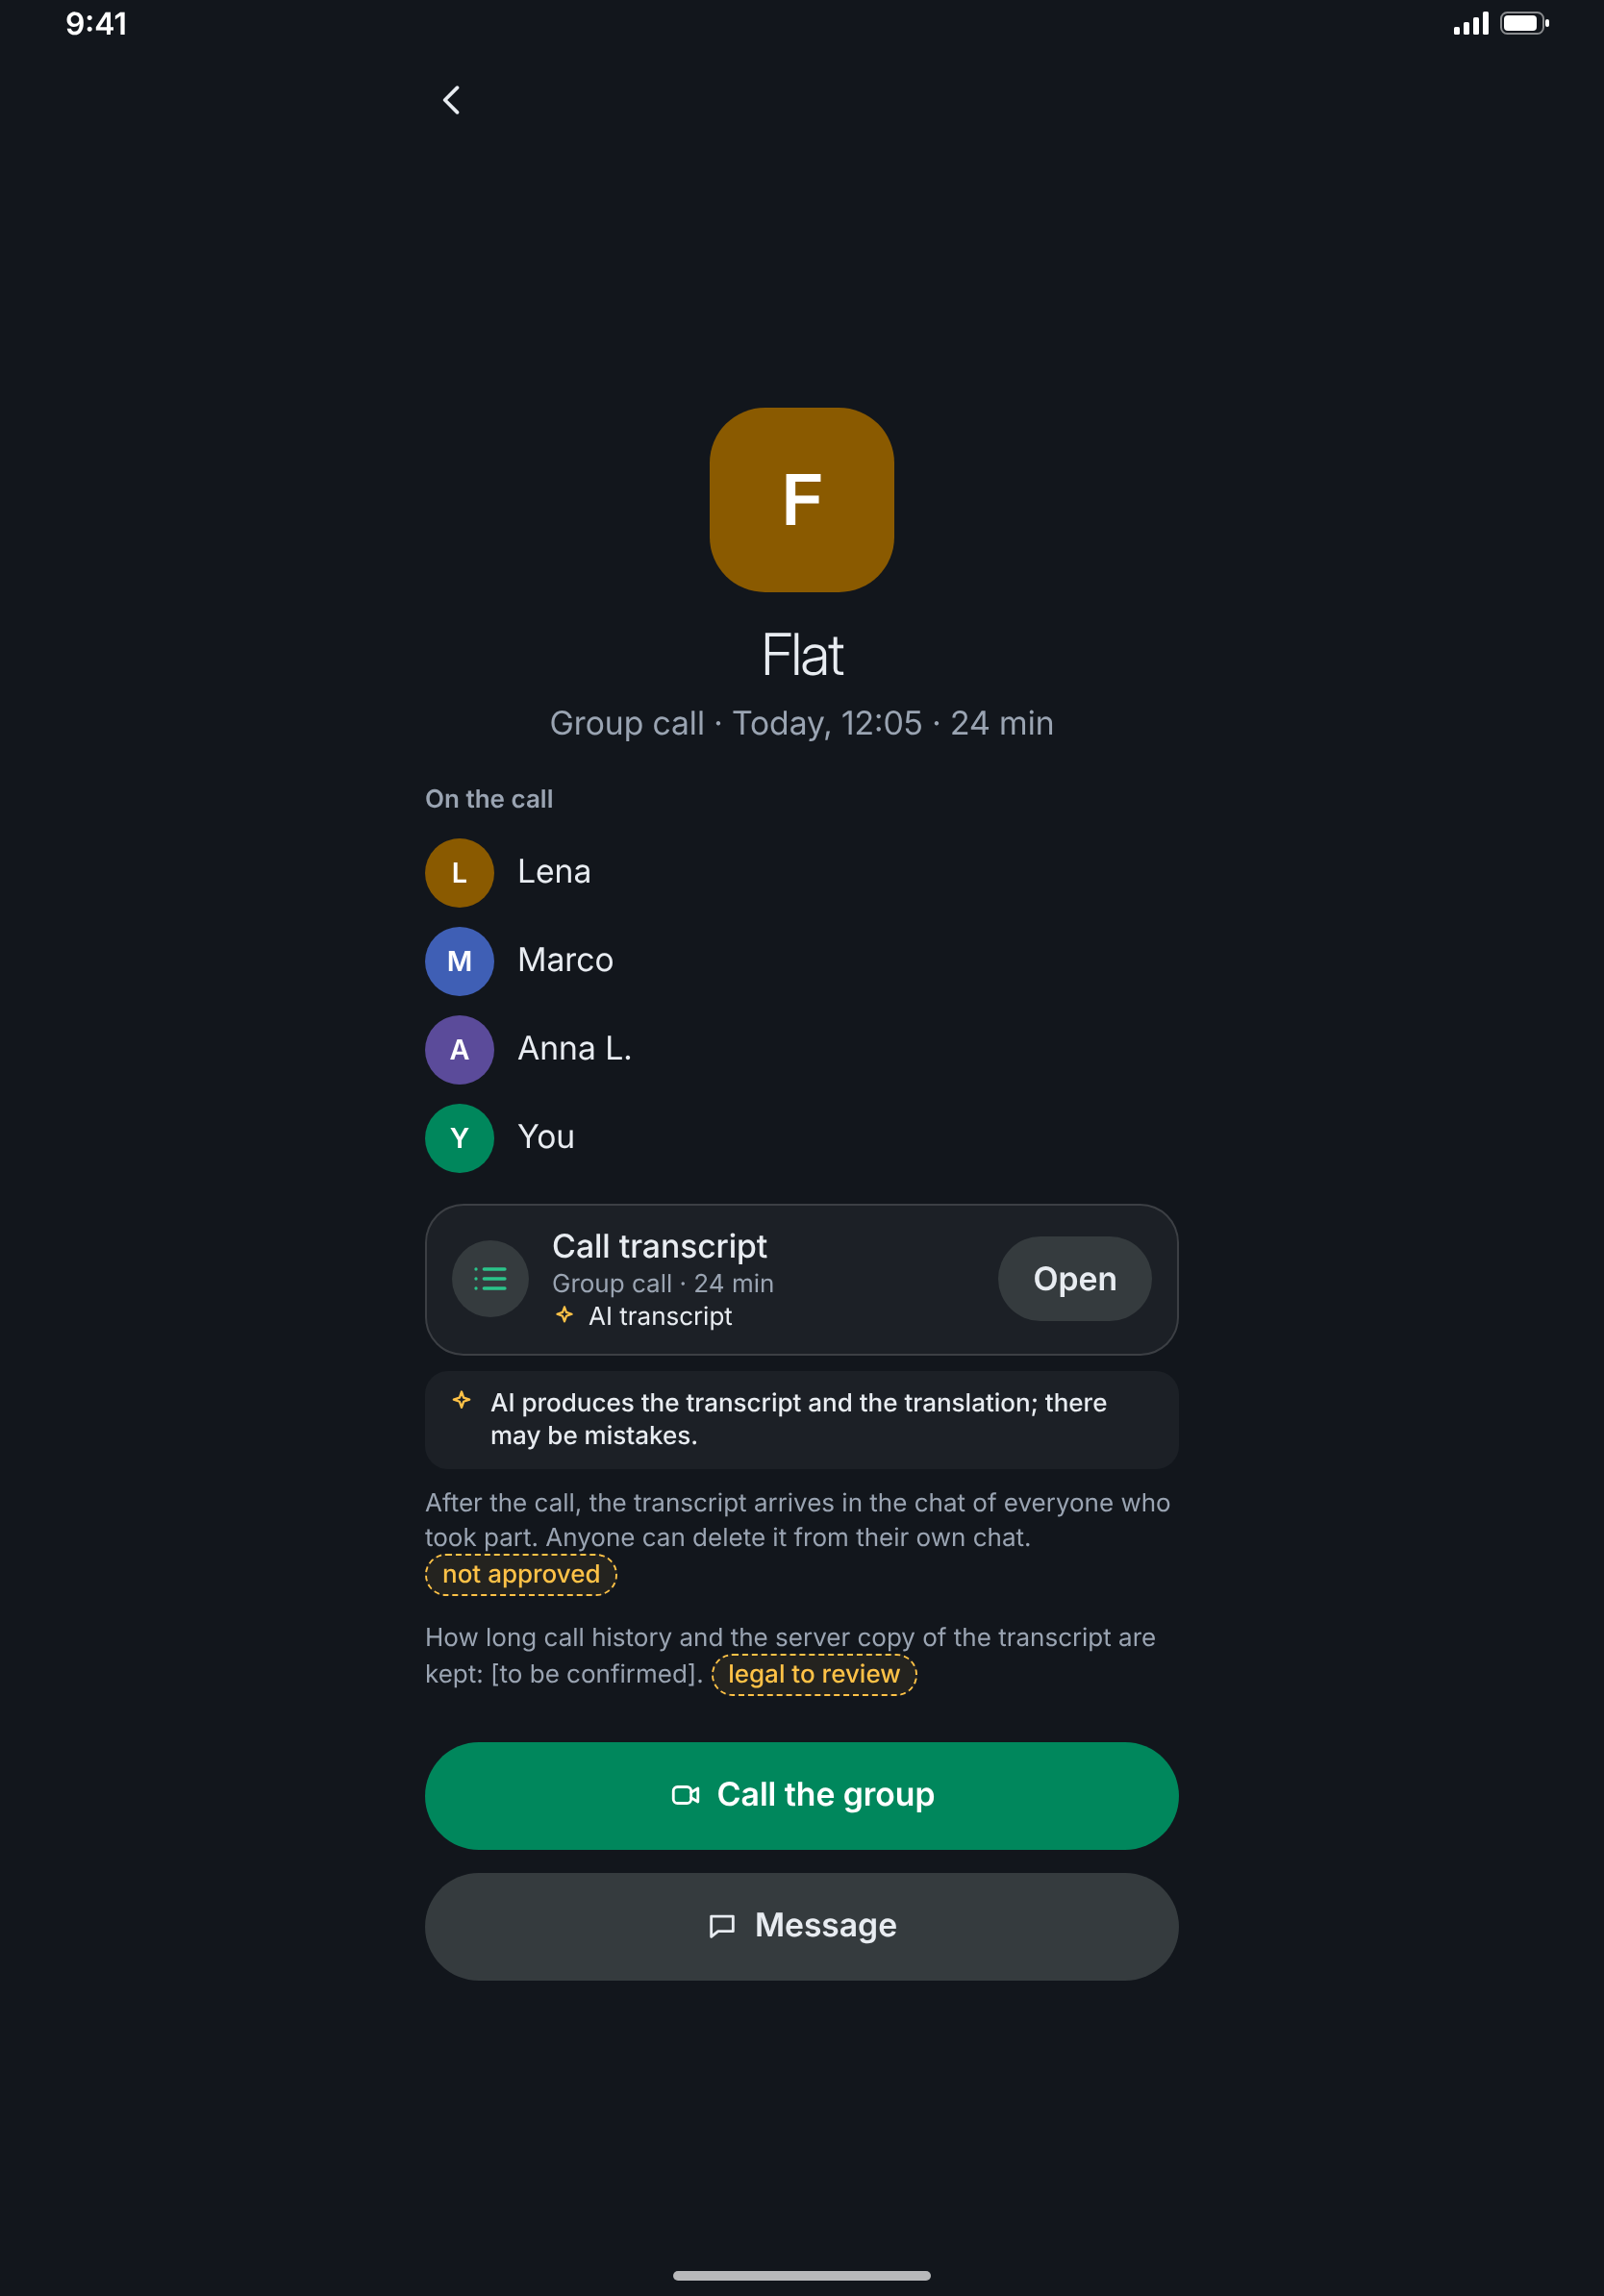 9:41
F
Flat
Group call · Today, 12:05 · 24 min
On the call
L Lena
M Marco
A Anna L.
Y You
Call transcript
Group call · 24 min
AI transcript
Open
AI produces the transcript and the translation; there
may be mistakes.
After the call, the transcript arrives in the chat of everyone who
took part. Anyone can delete it from their own chat.
not approved
How long call history and the server copy of the transcript are
kept: [to be confirmed]. legal to review
Call the group
Message